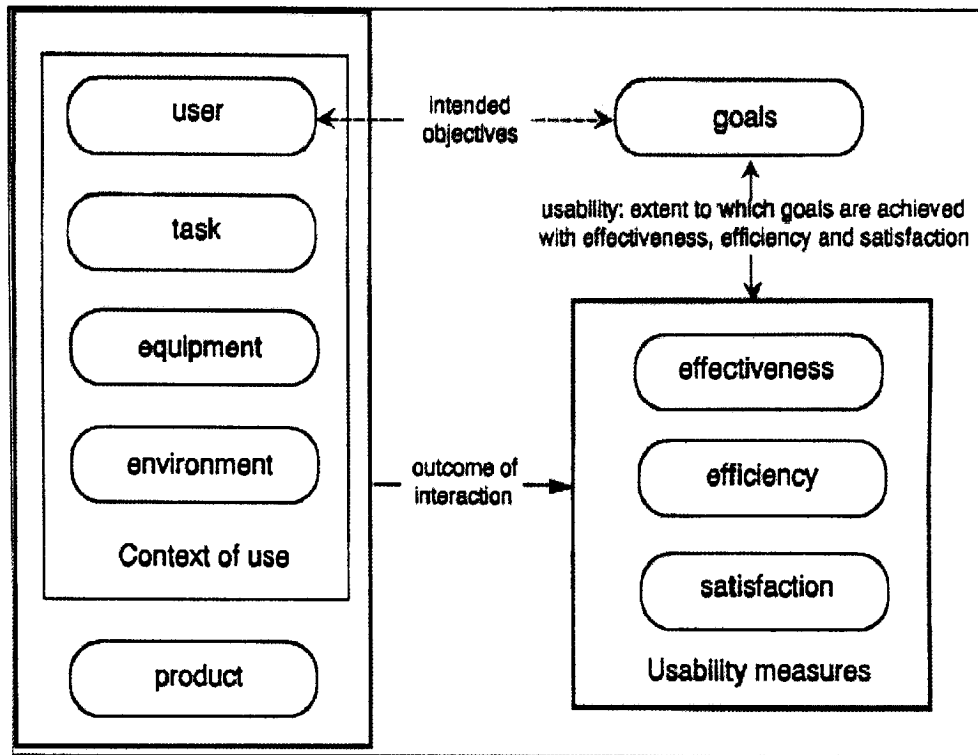 user
intended
objectives
goals
task
usability: extent to which goals are achieved
with effectiveness, efficiency and satisfaction
equipment
effectiveness
environment
outcome of
interaction
efficiency
Context of use
satisfaction
product
Usability measures